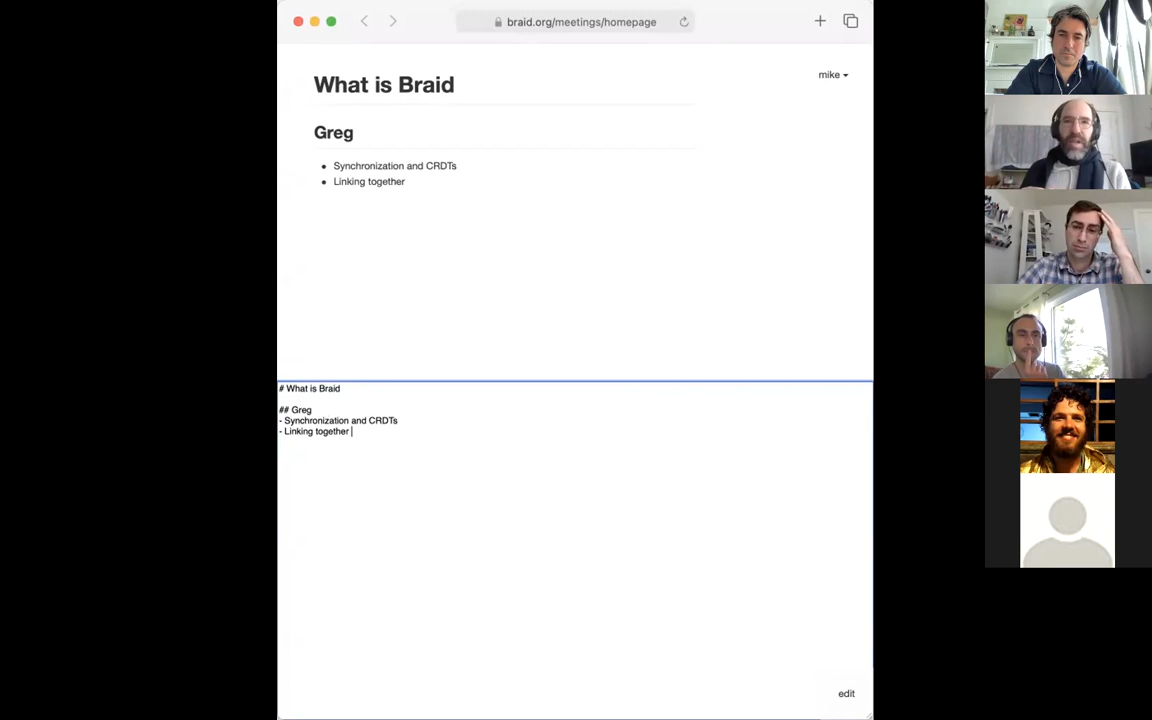 braid.org/meetings/homepage
mike
What is Braid
Greg
• Synchronization and CRDTs
• Linking together
# What is Braid
## Greg
- Synchronization and CRDTs
- Linking together
edit